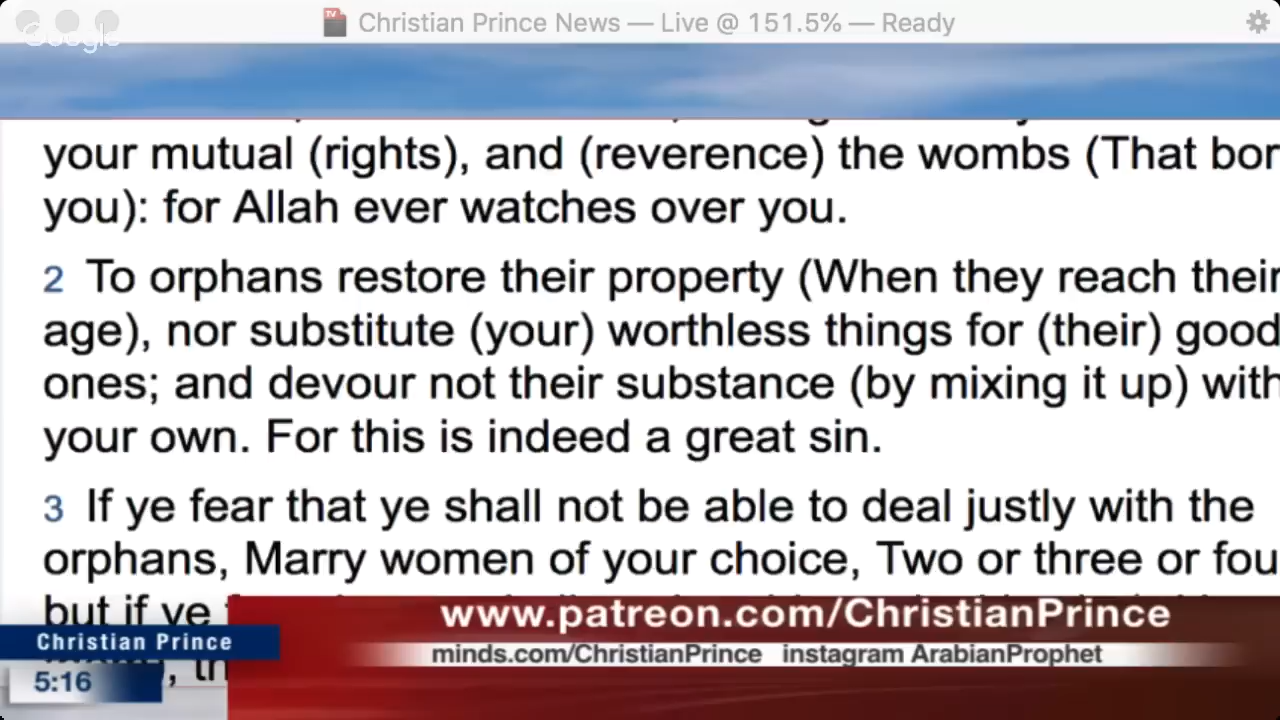 Christian Prince News — Live @ 151.5% — Ready
Google
your mutual (rights), and (reverence) the wombs (That bor
you): for Allah ever watches over you.
2 To orphans restore their property (When they reach their
age), nor substitute (your) worthless things for (their) good
ones; and devour not their substance (by mixing it up) with
your own. For this is indeed a great sin.
3 If ye fear that ye shall not be able to deal justly with the
orphans, Marry women of your choice, Two or three or fou
but if ye
www.patreon.com/ChristianPrince
Christian Prince
minds.com/ChristianPrince instagram ArabianProphet
5:16